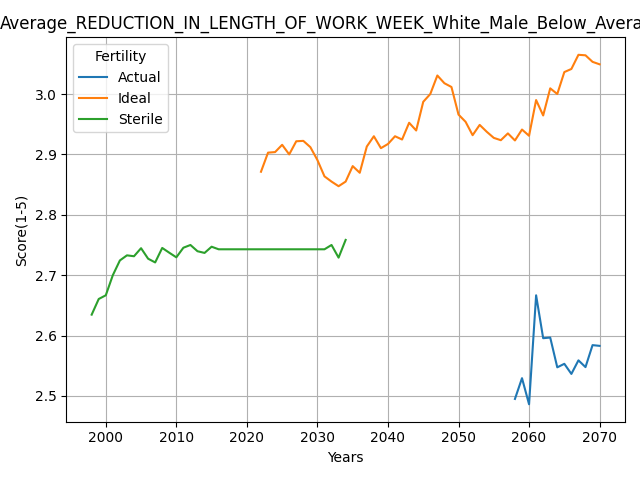 Average_REDUCTION_IN_LENGTH_OF_WORK_WEEK_White_Male_Below_Avera
Fertility
Actual
Ideal
Sterile
Score(1-5)
3.0
2.9
2.8
2.7
2.6
2.5
2000 2010 2020 2030 2040 2050 2060 2070
Years